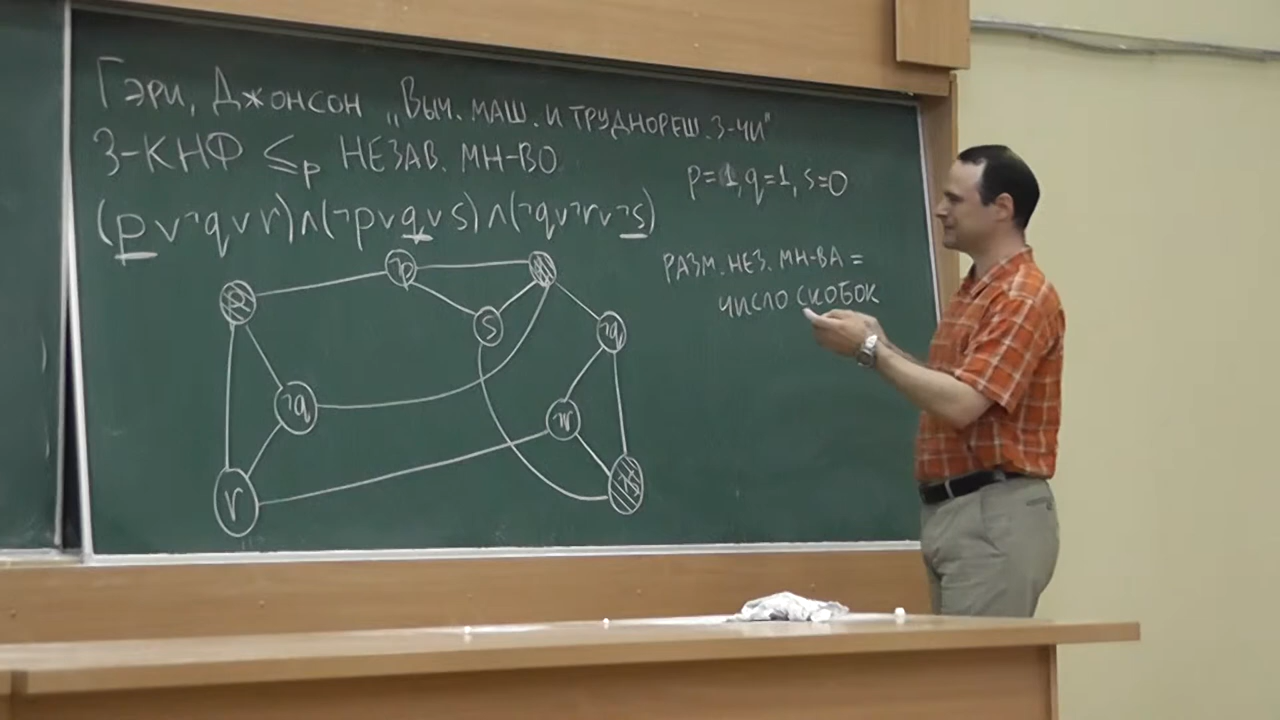 Гэри, Джонсон „Выч. маш. и труднореш. з-чи"
3-КНФ ≤p НЕЗАВ. МН-ВО
(p∨¬q∨r)∧(¬p∨q∨s)∧(¬q∨¬r∨¬s)
p=1,q=1,s=0
РАЗМ. НЕЗ. МН-ВА =
ЧИСЛО СКОБОК
p
¬p
q
s
¬q
¬q
¬r
r
¬s